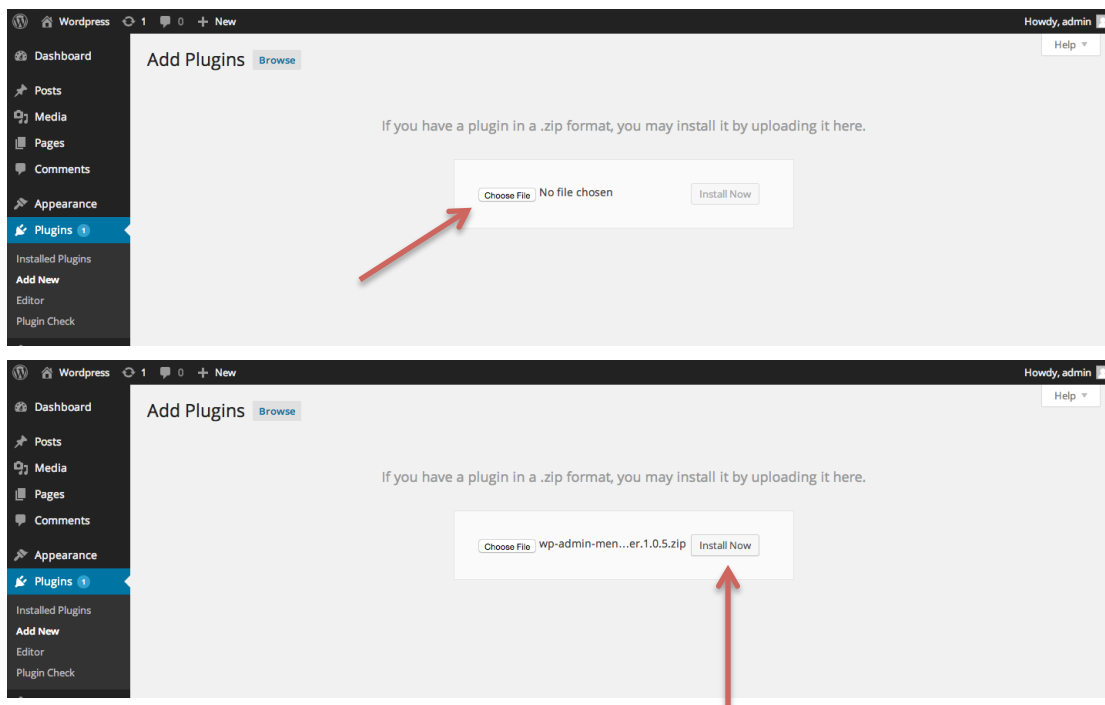 Wordpress 1 0 + New Howdy, admin
Help ▼
Dashboard
Add Plugins Browse
Posts
Media
Pages
Comments
Appearance
Plugins 1
Installed Plugins
Add New
Editor
Plugin Check
If you have a plugin in a .zip format, you may install it by uploading it here.
Choose File No file chosen Install Now
Wordpress 1 0 + New Howdy, admin
Help ▼
Dashboard
Add Plugins Browse
Posts
Media
Pages
Comments
Appearance
Plugins 1
Installed Plugins
Add New
Editor
Plugin Check
If you have a plugin in a .zip format, you may install it by uploading it here.
Choose File wp-admin-men...er.1.0.5.zip Install Now